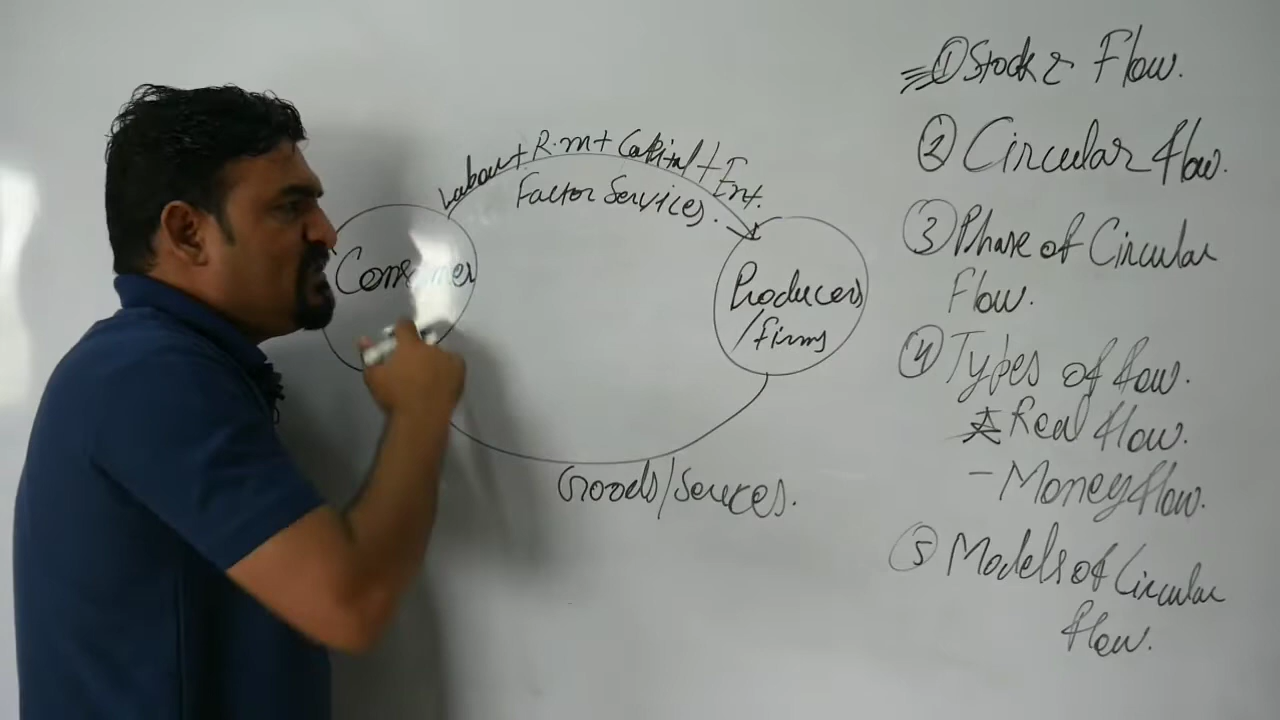 Labour + R.m + Capital + Ent.
Factor Services.
Consumer
Producers
/firms
Goods/Services.
① Stock & Flow.
② Circular flow.
③ Phase of Circular
Flow.
④ Types of flow.
* Real flow.
- Money flow.
⑤ Models of Circular
flow.